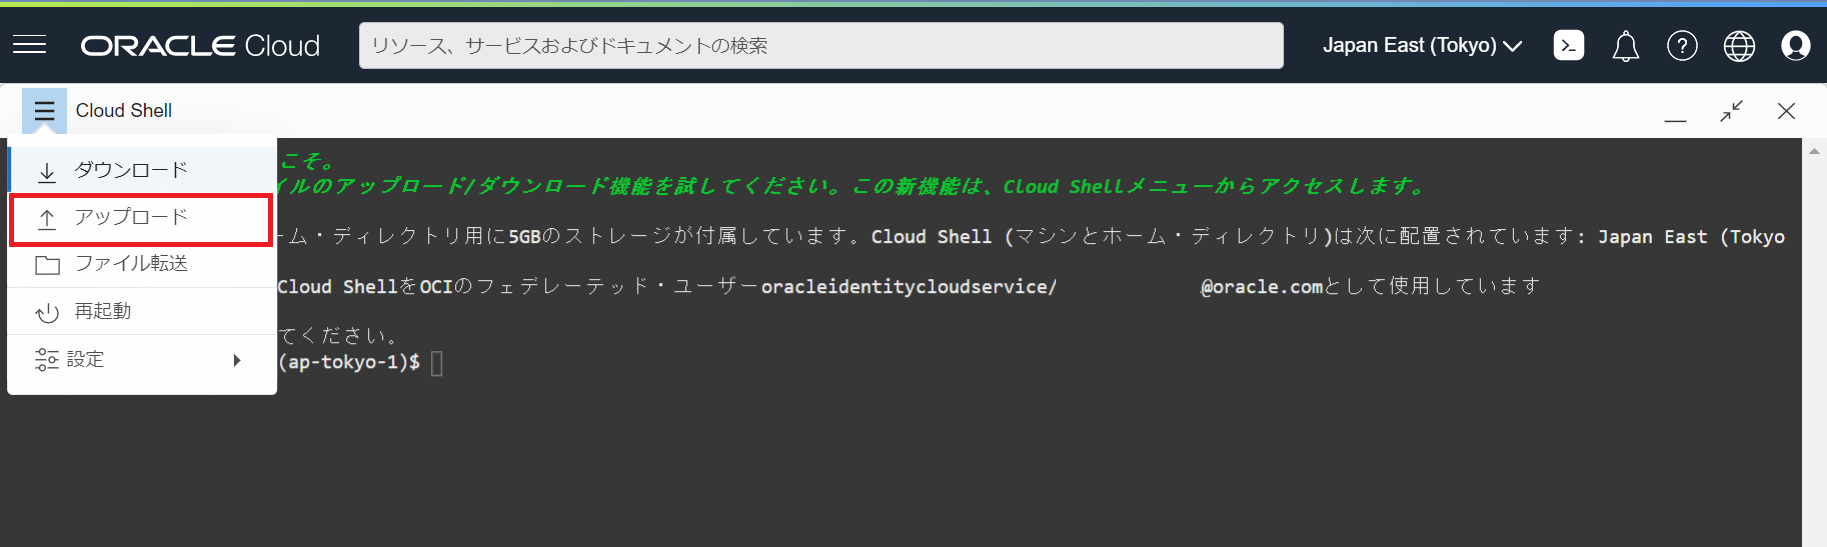 ORACLE Cloud
リソース、サービスおよびドキュメントの検索
Japan East (Tokyo)
Cloud Shell
ダウンロード
アップロード
ファイル転送
再起動
設定
こそ。
イルのアップロード/ダウンロード機能を試してください。この新機能は、Cloud Shellメニューからアクセスします。
ーム・ディレクトリ用に5GBのストレージが付属しています。Cloud Shell (マシンとホーム・ディレクトリ)は次に配置されています: Japan East (Tokyo
Cloud ShellをOCIのフェデレーテッド・ユーザーoracleidentitycloudservice/ @oracle.comとして使用しています
てください。
(ap-tokyo-1)$